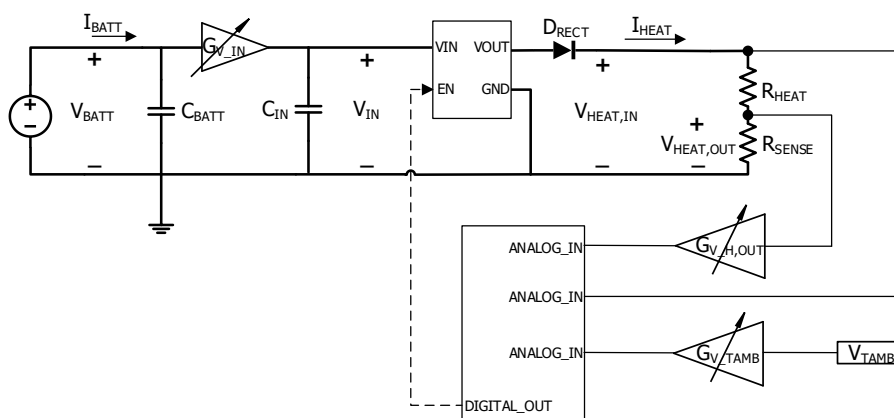 I_BATT
G_V_IN
D_RECT
I_HEAT
VIN
VOUT
EN
GND
+
+
+
V_BATT
C_BATT
C_IN
V_IN
V_HEAT,IN
R_HEAT
+
V_HEAT,OUT
R_SENSE
+
−
−
−
−
−
ANALOG_IN
G_V_H,OUT
ANALOG_IN
ANALOG_IN
G_V_TAMB
V_TAMB
DIGITAL_OUT